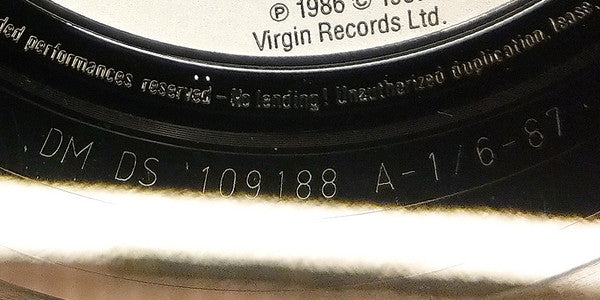 ℗ 1986 ©
Virgin Records Ltd.
ded performances reserved – No lending! Unauthorized duplication, lease
DM DS 109188 A-1/6-87